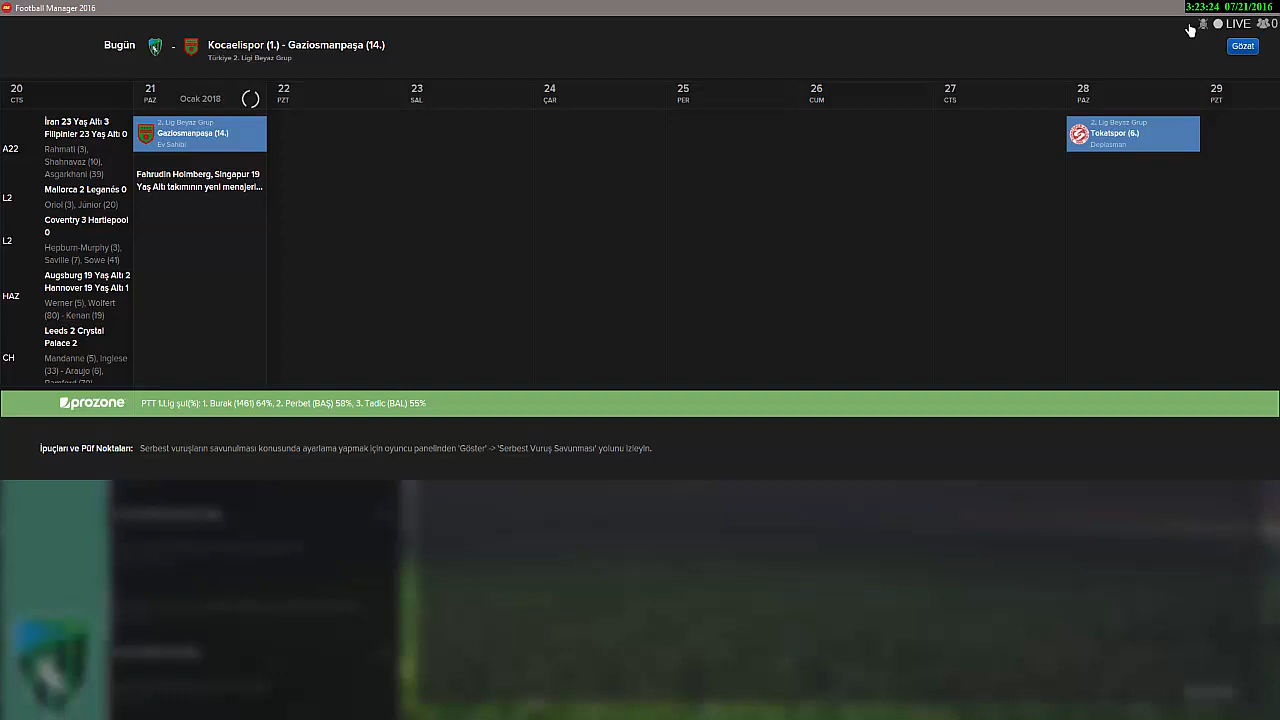 Football Manager 2016
3:23:24 07/21/2016
LIVE 0
Bugün - Kocaelispor (1.) - Gaziosmanpaşa (14.)
Türkiye 2. Ligi Beyaz Grup
Gözat
20 CTS
21 PAZ Ocak 2018
22 PZT
23 SAL
24 ÇAR
25 PER
26 CUM
27 CTS
28 PAZ
29 PZT
A22
İran 23 Yaş Altı 3
Filipinler 23 Yaş Altı 0
Rahmati (3),
Shahnavaz (10),
Asgarkhani (39)
L2
Mallorca 2 Leganés 0
Oriol (3), Júnior (20)
L2
Coventry 3 Hartlepool
0
Hepburn-Murphy (3),
Saville (7), Sowe (41)
HAZ
Augsburg 19 Yaş Altı 2
Hannover 19 Yaş Altı 1
Werner (5), Wolfert
(80) - Kenan (19)
CH
Leeds 2 Crystal
Palace 2
Mandanne (5), Inglese
(33) - Araujo (6),
2. Lig Beyaz Grup
Gaziosmanpaşa (14.)
Ev Sahibi
Fahrudin Holmberg, Singapur 19
Yaş Altı takımının yeni menajeri...
2. Lig Beyaz Grup
Tokatspor (6.)
Deplasman
prozone PTT 1.Lig şut(%): 1. Burak (1461) 64%, 2. Perbet (BAŞ) 58%, 3. Tadic (BAL) 55%
İpuçları ve Püf Noktaları: Serbest vuruşların savunulması konusunda ayarlama yapmak için oyuncu panelinden 'Göster' -> 'Serbest Vuruş Savunması' yolunu izleyin.